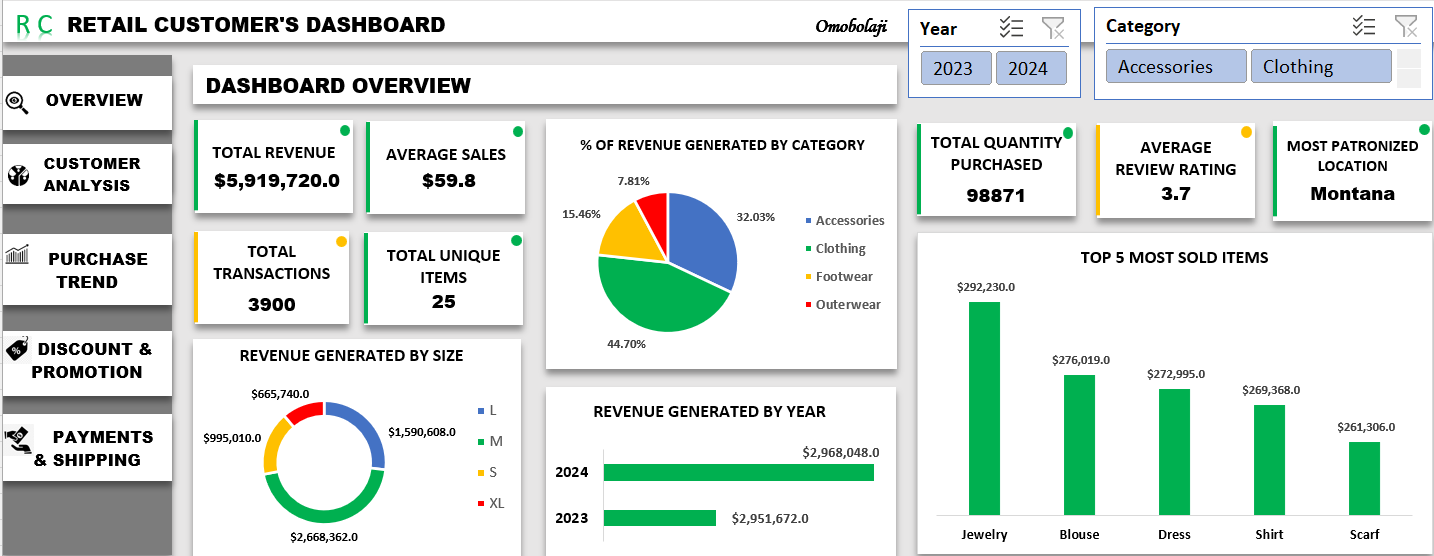 R C RETAIL CUSTOMER'S DASHBOARD
Omobolaji
Year
2023 2024
Category
Accessories Clothing
OVERVIEW
CUSTOMER
ANALYSIS
PURCHASE
TREND
DISCOUNT &
PROMOTION
PAYMENTS
& SHIPPING
DASHBOARD OVERVIEW
TOTAL REVENUE
$5,919,720.0
AVERAGE SALES
$59.8
TOTAL
TRANSACTIONS
3900
TOTAL UNIQUE
ITEMS
25
% OF REVENUE GENERATED BY CATEGORY
7.81%
15.46%
32.03%
44.70%
Accessories
Clothing
Footwear
Outerwear
TOTAL QUANTITY
PURCHASED
98871
AVERAGE
REVIEW RATING
3.7
MOST PATRONIZED
LOCATION
Montana
REVENUE GENERATED BY SIZE
$665,740.0
$995,010.0
$1,590,608.0
$2,668,362.0
L
M
S
XL
REVENUE GENERATED BY YEAR
2024 $2,968,048.0
2023 $2,951,672.0
TOP 5 MOST SOLD ITEMS
$292,230.0
$276,019.0
$272,995.0
$269,368.0
$261,306.0
Jewelry Blouse Dress Shirt Scarf